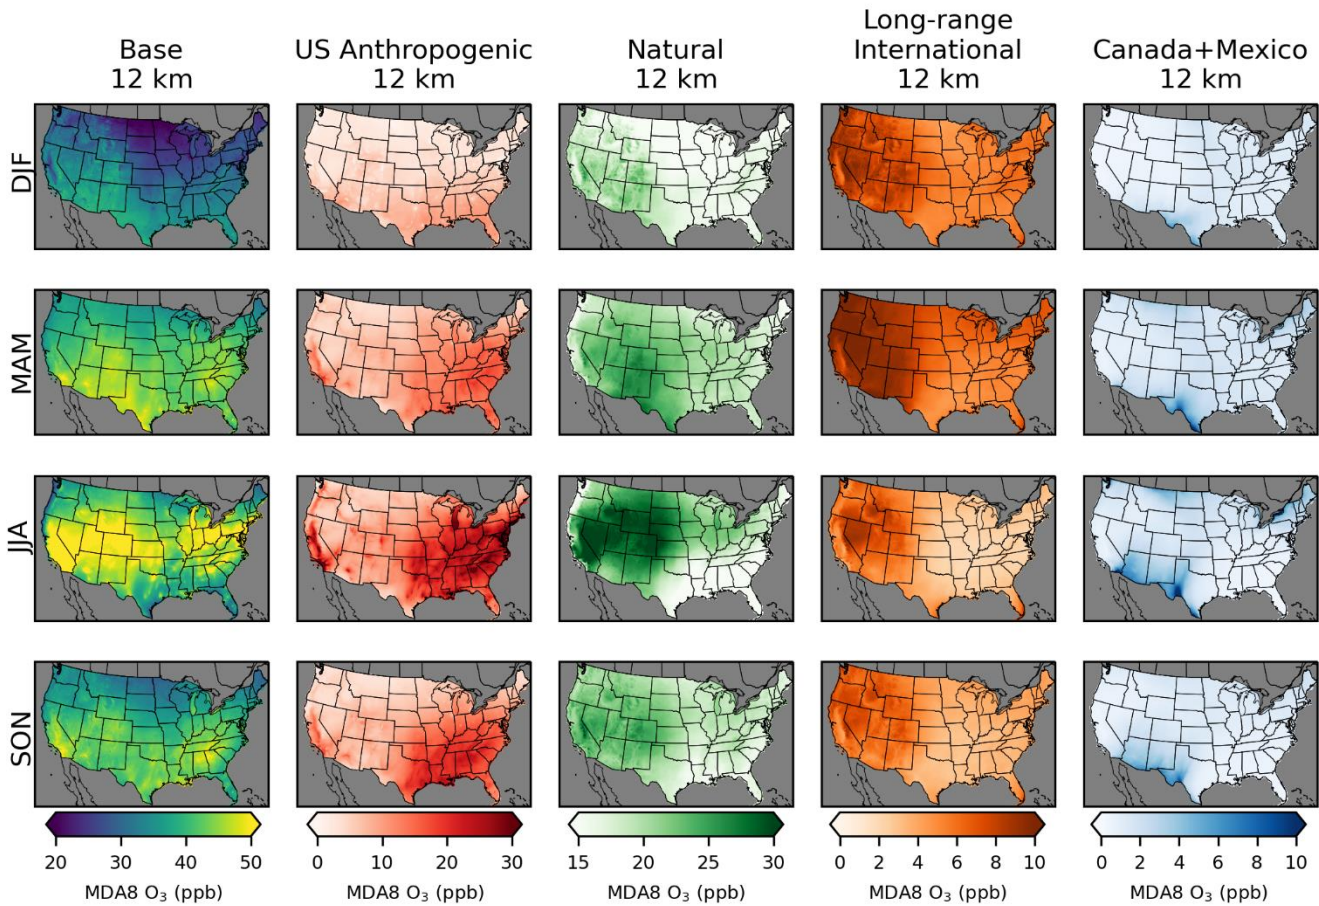 Base
12 km
US Anthropogenic
12 km
Natural
12 km
Long-range
International
12 km
Canada+Mexico
12 km
DJF
MAM
JJA
SON
20 30 40 50
MDA8 O₃ (ppb)
0 10 20 30
MDA8 O₃ (ppb)
15 20 25 30
MDA8 O₃ (ppb)
0 2 4 6 8 10
MDA8 O₃ (ppb)
0 2 4 6 8 10
MDA8 O₃ (ppb)